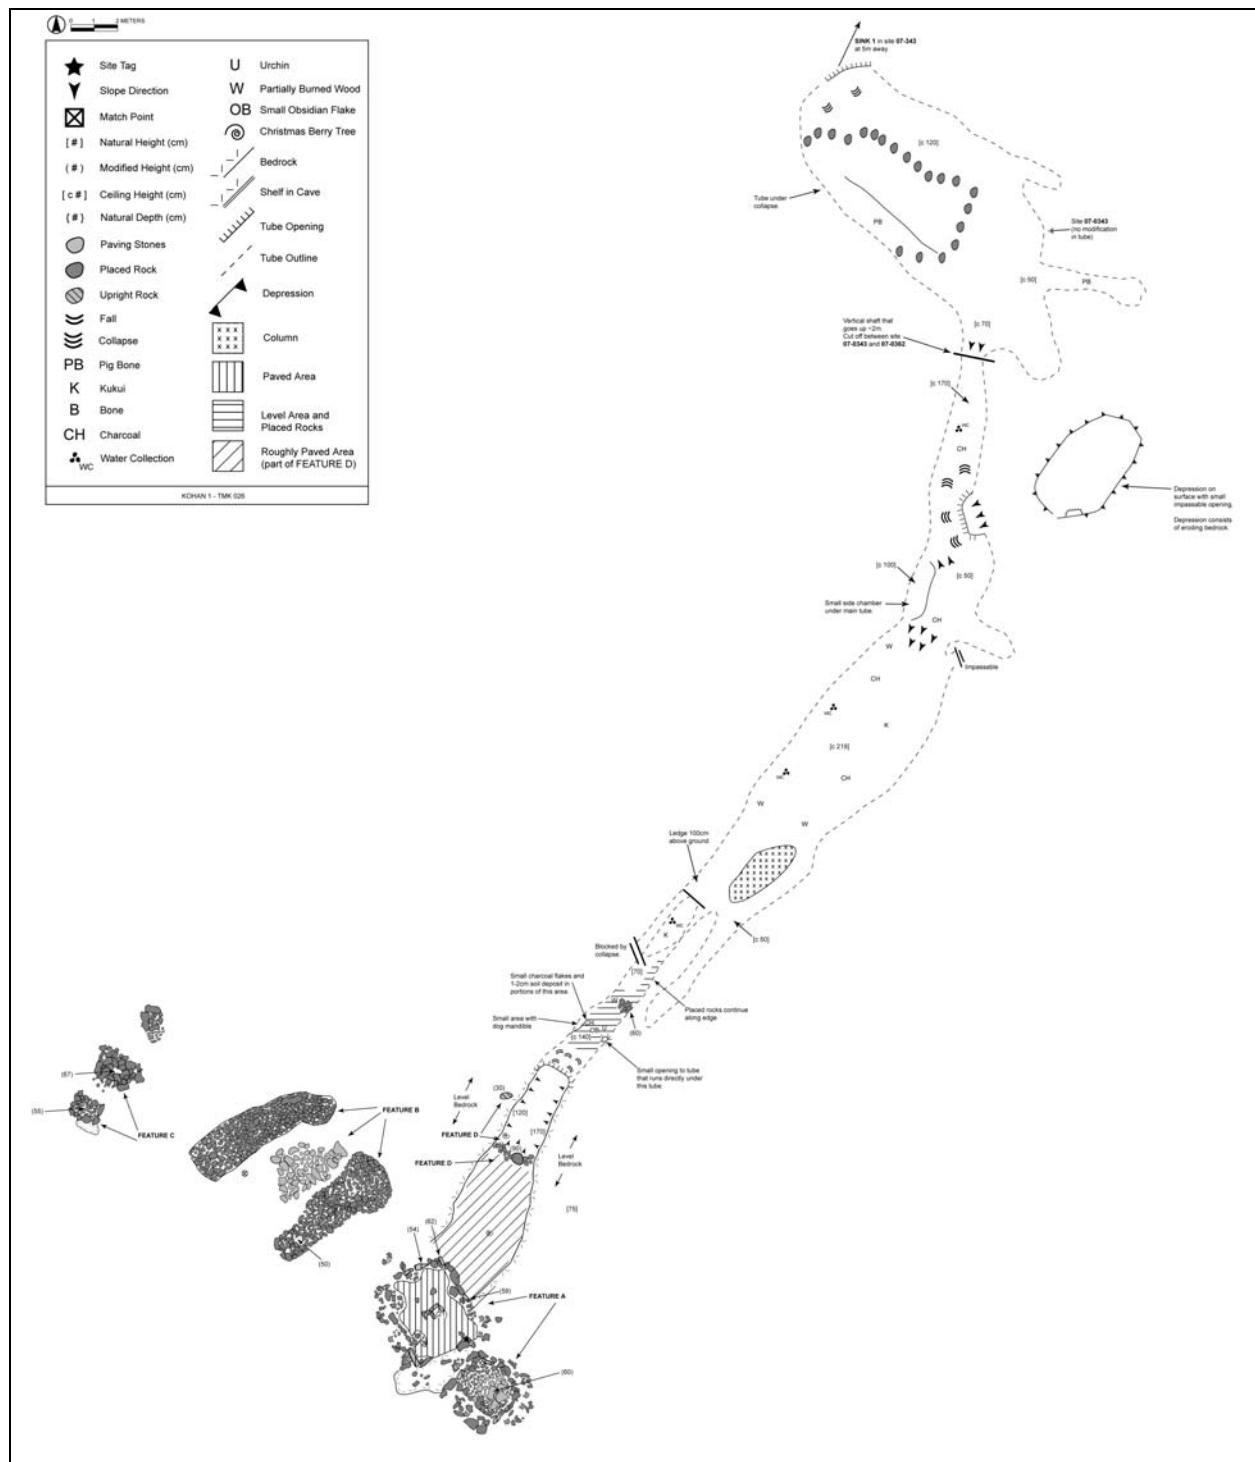 0 1 2 METERS
Site Tag
Slope Direction
Match Point
[ # ] Natural Height (cm)
( # ) Modified Height (cm)
[ c # ] Ceiling Height (cm)
{ # } Natural Depth (cm)
Paving Stones
Placed Rock
Upright Rock
Fall
Collapse
PB Pig Bone
K Kukui
B Bone
CH Charcoal
WC Water Collection
U Urchin
W Partially Burned Wood
OB Small Obsidian Flake
Christmas Berry Tree
Bedrock
Shelf in Cave
Tube Opening
Tube Outline
Depression
Column
Paved Area
Level Area and
Placed Rocks
Roughly Paved Area
(part of FEATURE D)
KOHAN 1 - TMK 026
SINK 1 in site 07-343
at 5m away
[c 120]
Tube under
collapse.
PB
Site 07-0343
(no modification
in tube)
[c 50]
PB
Vertical shaft that
goes up ~2m.
Cut off between site
07-0343 and 07-0362.
[c 70]
[c 170]
WC
CH
Depression on
surface with small
impassable opening.
Depression consists
of eroding bedrock.
[c 100]
[c 50]
Small side chamber
under main tube.
CH
W
Impassable
CH
WC
K
[c 216]
WC
CH
W
W
Ledge 100cm
above ground
WC
K
[c 50]
Blocked by
collapse.
[70]
Small charcoal flakes and
1-2cm soil deposit in
portions of this area.
Placed rocks continue
along edge
Small area with
dog mandible
OB
(60)
[c 140]
Small opening to tube
that runs directly under
this tube.
(67)
(55)
FEATURE C
FEATURE B
(50)
Level
Bedrock
(30)
[120]
[170]
FEATURE D
FEATURE D
(90)
Level
Bedrock
[75]
(54)
(62)
(59)
FEATURE A
(60)